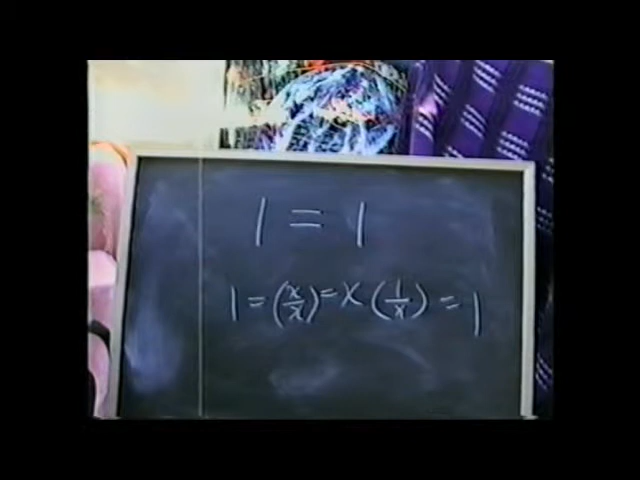 1 = 1
1 = (x/x) = x (1/x) = 1